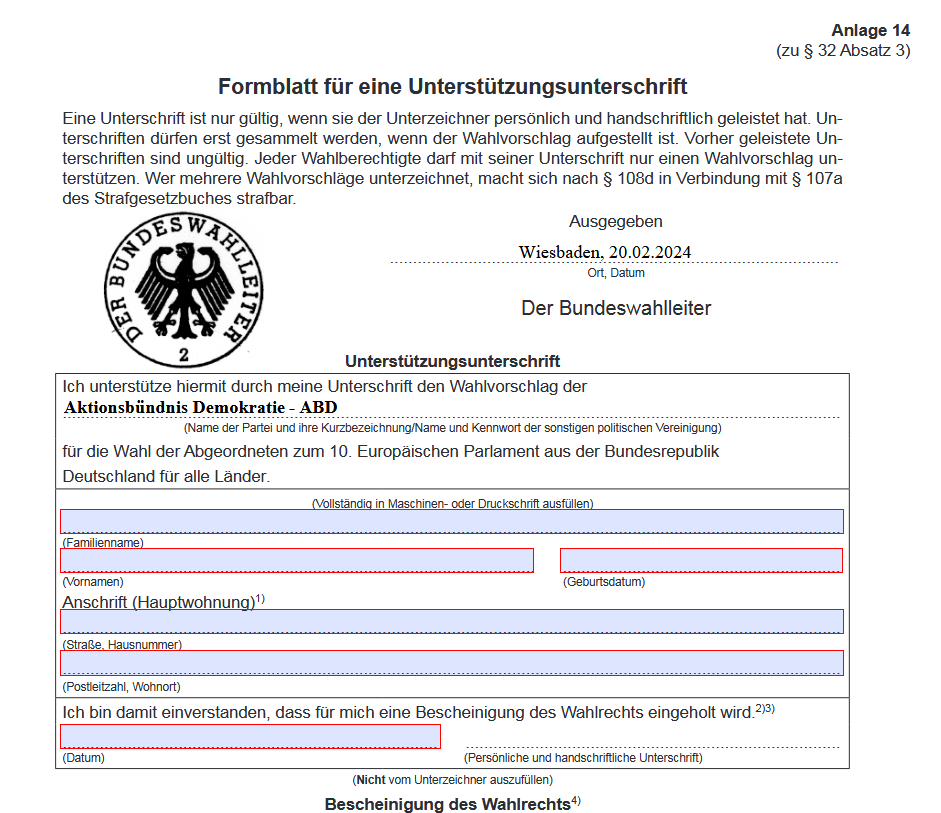 Anlage 14
(zu § 32 Absatz 3)
Formblatt für eine Unterstützungsunterschrift
Eine Unterschrift ist nur gültig, wenn sie der Unterzeichner persönlich und handschriftlich geleistet hat. Un-
terschriften dürfen erst gesammelt werden, wenn der Wahlvorschlag aufgestellt ist. Vorher geleistete Un-
terschriften sind ungültig. Jeder Wahlberechtigte darf mit seiner Unterschrift nur einen Wahlvorschlag un-
terstützen. Wer mehrere Wahlvorschläge unterzeichnet, macht sich nach § 108d in Verbindung mit § 107a
des Strafgesetzbuches strafbar.
DER BUNDESWAHLLEITER
2
Ausgegeben
Wiesbaden, 20.02.2024
Ort, Datum
Der Bundeswahlleiter
Unterstützungsunterschrift
Ich unterstütze hiermit durch meine Unterschrift den Wahlvorschlag der
Aktionsbündnis Demokratie - ABD
(Name der Partei und ihre Kurzbezeichnung/Name und Kennwort der sonstigen politischen Vereinigung)
für die Wahl der Abgeordneten zum 10. Europäischen Parlament aus der Bundesrepublik
Deutschland für alle Länder.
(Vollständig in Maschinen- oder Druckschrift ausfüllen)
(Familienname)
(Vornamen) (Geburtsdatum)
Anschrift (Hauptwohnung)1)
(Straße, Hausnummer)
(Postleitzahl, Wohnort)
Ich bin damit einverstanden, dass für mich eine Bescheinigung des Wahlrechts eingeholt wird.2)3)
(Datum) (Persönliche und handschriftliche Unterschrift)
(Nicht vom Unterzeichner auszufüllen)
Bescheinigung des Wahlrechts4)